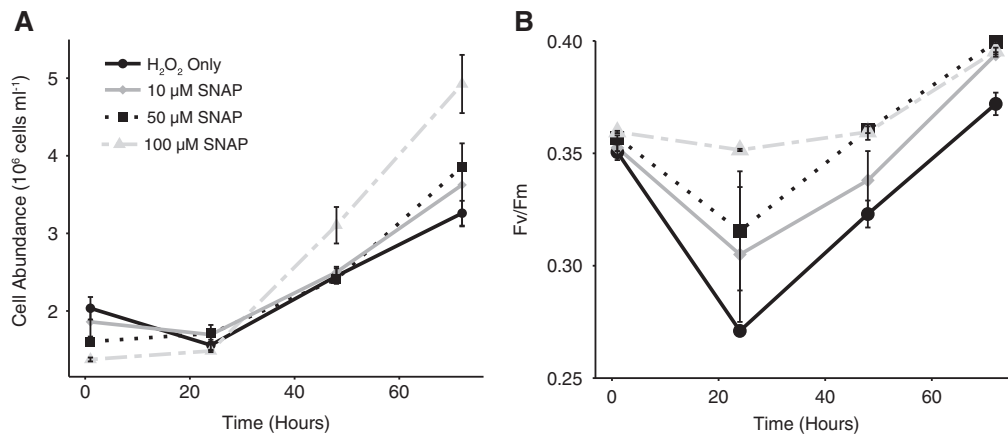 A
Cell Abundance (10⁶ cells ml⁻¹)
5
4
3
2
H₂O₂ Only
10 µM SNAP
50 µM SNAP
100 µM SNAP
0
20
40
60
Time (Hours)
B
Fv/Fm
0.40
0.35
0.30
0.25
0
20
40
60
Time (Hours)